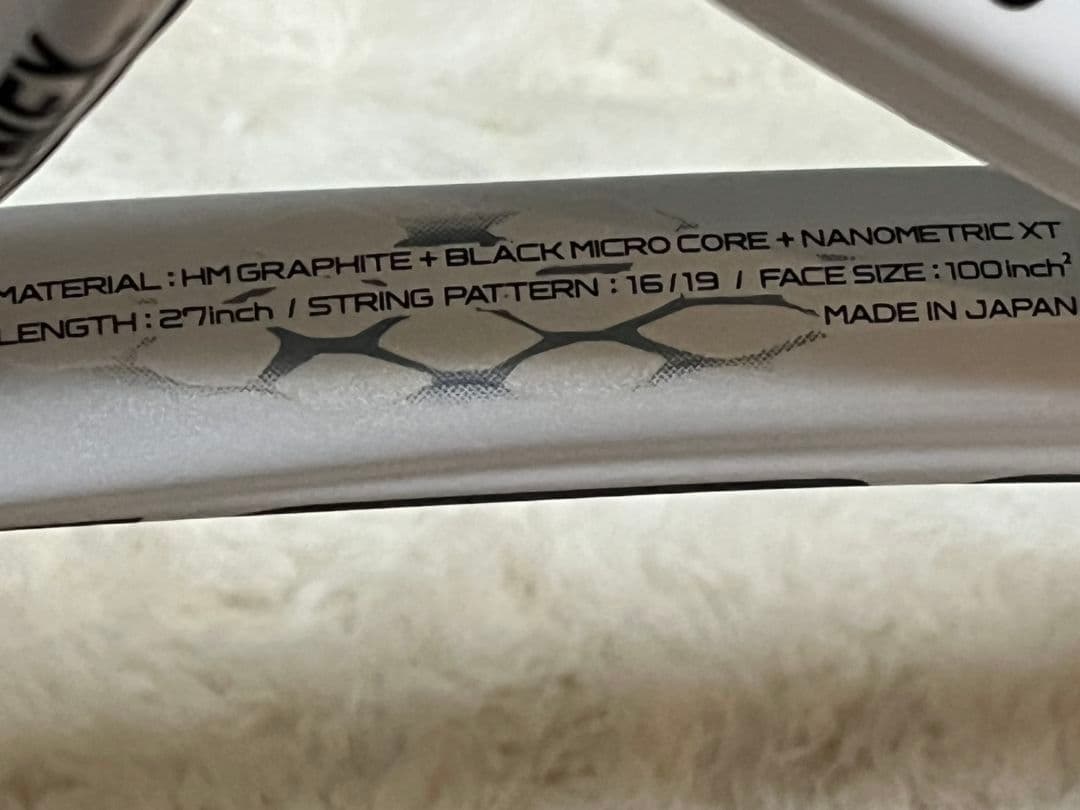 MATERIAL : HM GRAPHITE + BLACK MICRO CORE + NANOMETRIC XT
LENGTH : 27inch / STRING PATTERN : 16/19 / FACE SIZE : 100inch²
MADE IN JAPAN